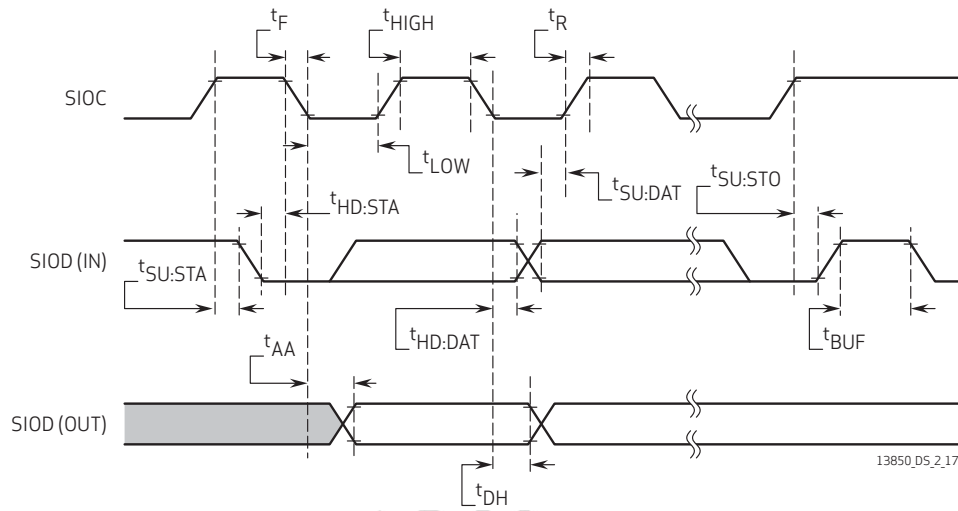 tF
tHIGH
tR
SIOC
tLOW
tSU:DAT
tSU:STO
tHD:STA
SIOD (IN)
tSU:STA
tHD:DAT
tBUF
tAA
SIOD (OUT)
13850_DS_2_17
tDH